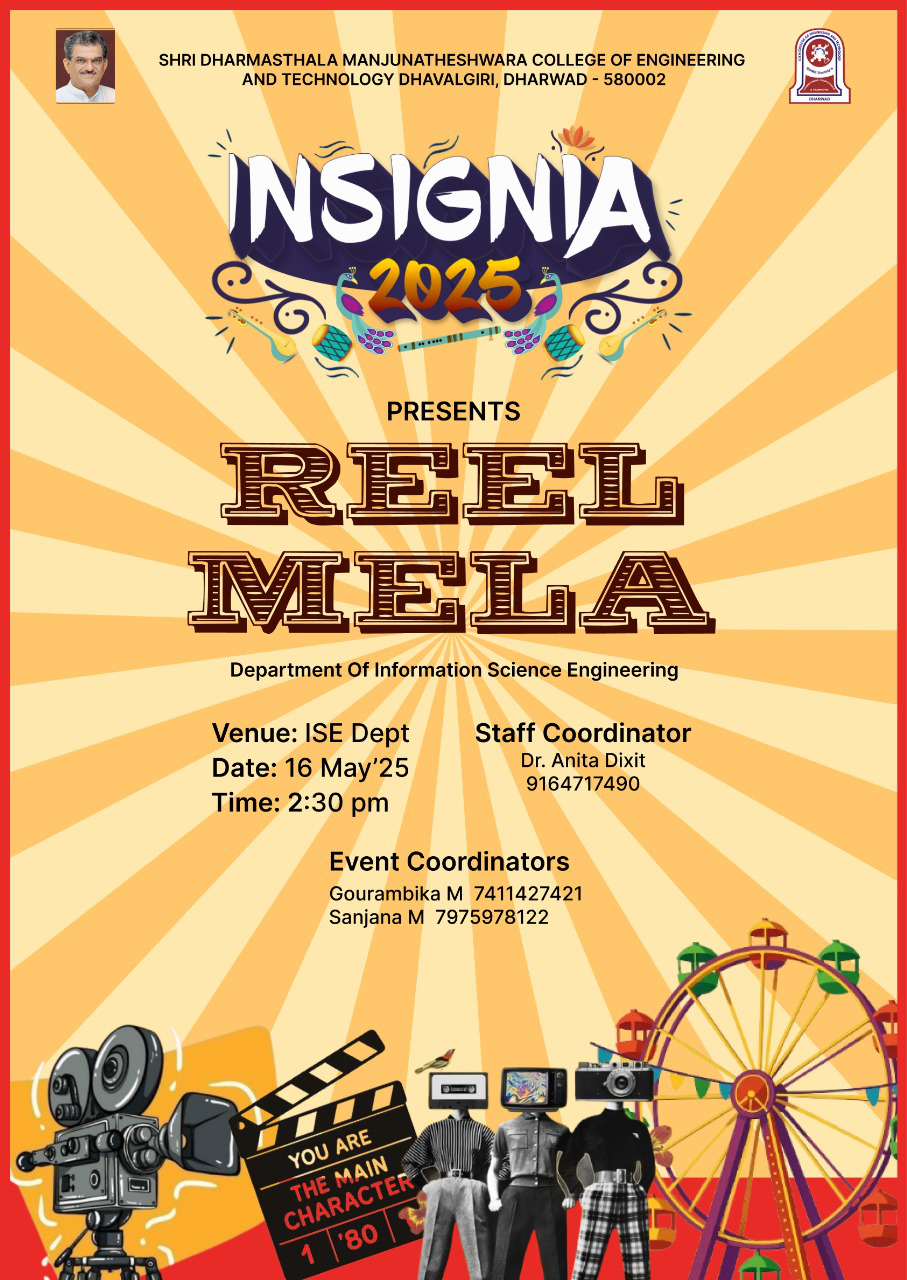 SHRI DHARMASTHALA MANJUNATHESHWARA COLLEGE OF ENGINEERING
AND TECHNOLOGY DHAVALGIRI, DHARWAD - 580002
DHARWAD
INSIGNIA
2025
PRESENTS
REEL
MELA
Department Of Information Science Engineering
Venue: ISE Dept
Date: 16 May'25
Time: 2:30 pm
Staff Coordinator
Dr. Anita Dixit
9164717490
Event Coordinators
Gourambika M 7411427421
Sanjana M 7975978122
YOU ARE
THE MAIN
CHARACTER
1 '80